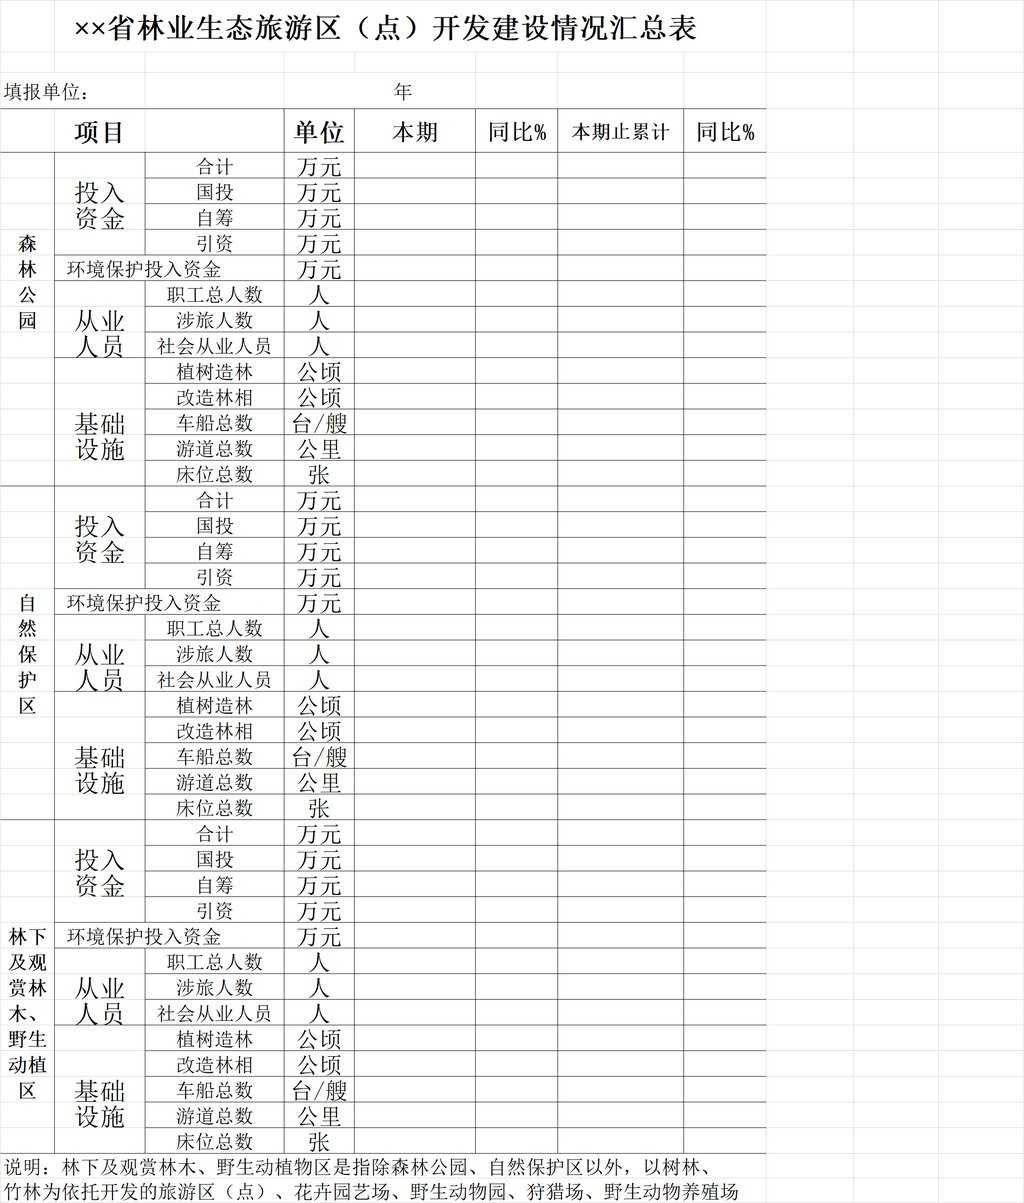 ××省林业生态旅游区（点）开发建设情况汇总表
填报单位： 年
项目 单位 本期 同比% 本期止累计 同比%
森林公园
投入资金
合计 万元
国投 万元
自筹 万元
引资 万元
环境保护投入资金 万元
从业人员
职工总人数 人
涉旅人数 人
社会从业人员 人
基础设施
植树造林 公顷
改造林相 公顷
车船总数 台/艘
游道总数 公里
床位总数 张
自然保护区
投入资金
合计 万元
国投 万元
自筹 万元
引资 万元
环境保护投入资金 万元
从业人员
职工总人数 人
涉旅人数 人
社会从业人员 人
基础设施
植树造林 公顷
改造林相 公顷
车船总数 台/艘
游道总数 公里
床位总数 张
林下及观赏林木、野生动植区
投入资金
合计 万元
国投 万元
自筹 万元
引资 万元
环境保护投入资金 万元
从业人员
职工总人数 人
涉旅人数 人
社会从业人员 人
基础设施
植树造林 公顷
改造林相 公顷
车船总数 台/艘
游道总数 公里
床位总数 张
说明：林下及观赏林木、野生动植物区是指除森林公园、自然保护区以外，以树林、
竹林为依托开发的旅游区（点）、花卉园艺场、野生动物园、狩猎场、野生动物养殖场